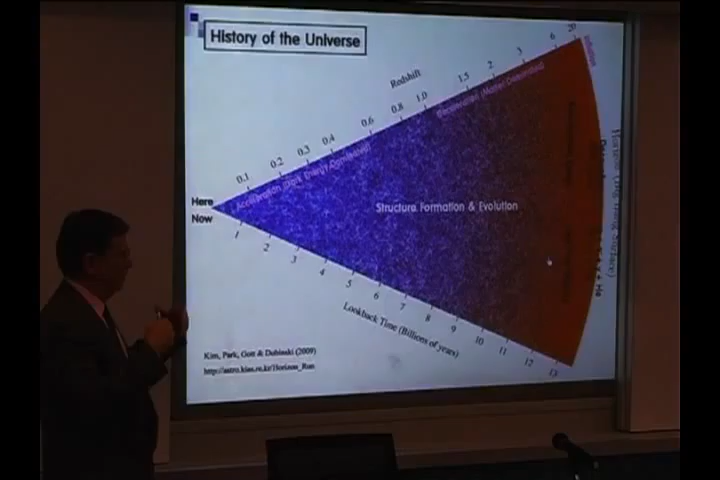 History of the Universe
Redshift
0.1
0.2
0.3
0.4
0.6
0.8
1.0
1.5
2
3
6
20
Inflation
Acceleration (Dark Energy Dominated)
Deceleration (Matter Dominated)
Here
Now
Structure Formation & Evolution
1
2
3
4
5
6
7
8
9
10
11
12
13
Lookback Time (Billions of years)
Kim, Park, Gott & Dubinski (2009)
http://astro.kias.re.kr/Horizon_Run